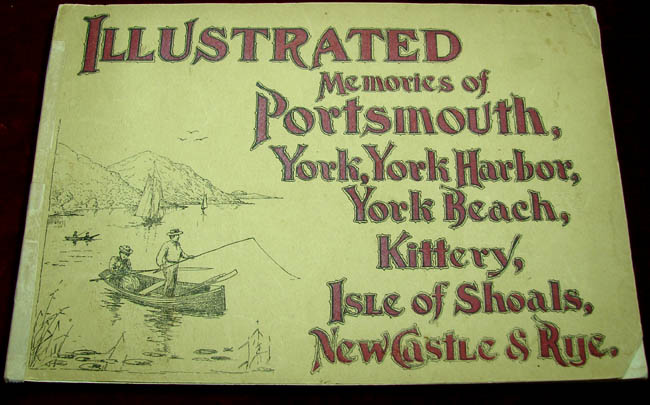 ILLUSTRATED
Memories of
Portsmouth,
York, York Harbor,
York Beach,
Kittery,
Isle of Shoals,
New Castle & Rye.